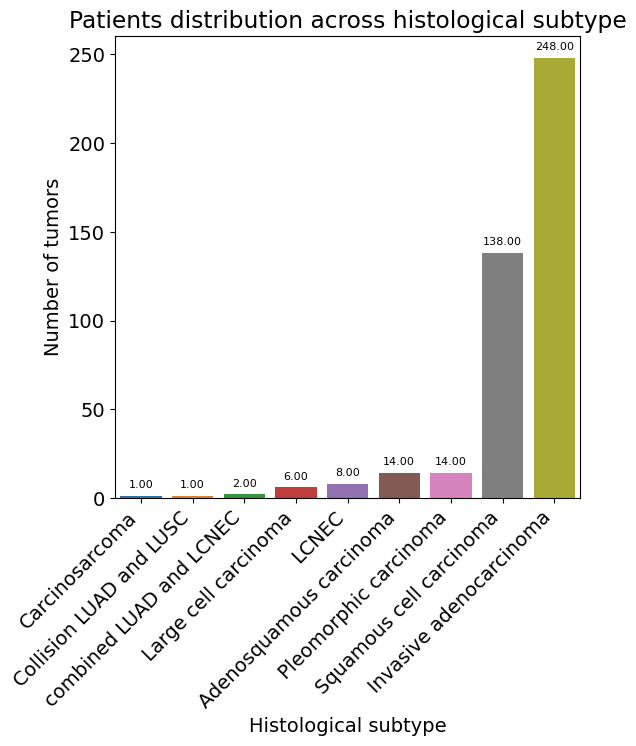 Patients distribution across histological subtype
Number of tumors
250
200
150
100
50
0
1.00
1.00
2.00
6.00
8.00
14.00
14.00
138.00
248.00
Carcinosarcoma
Collision LUAD and LUSC
combined LUAD and LCNEC
Large cell carcinoma
LCNEC
Adenosquamous carcinoma
Pleomorphic carcinoma
Squamous cell carcinoma
Invasive adenocarcinoma
Histological subtype